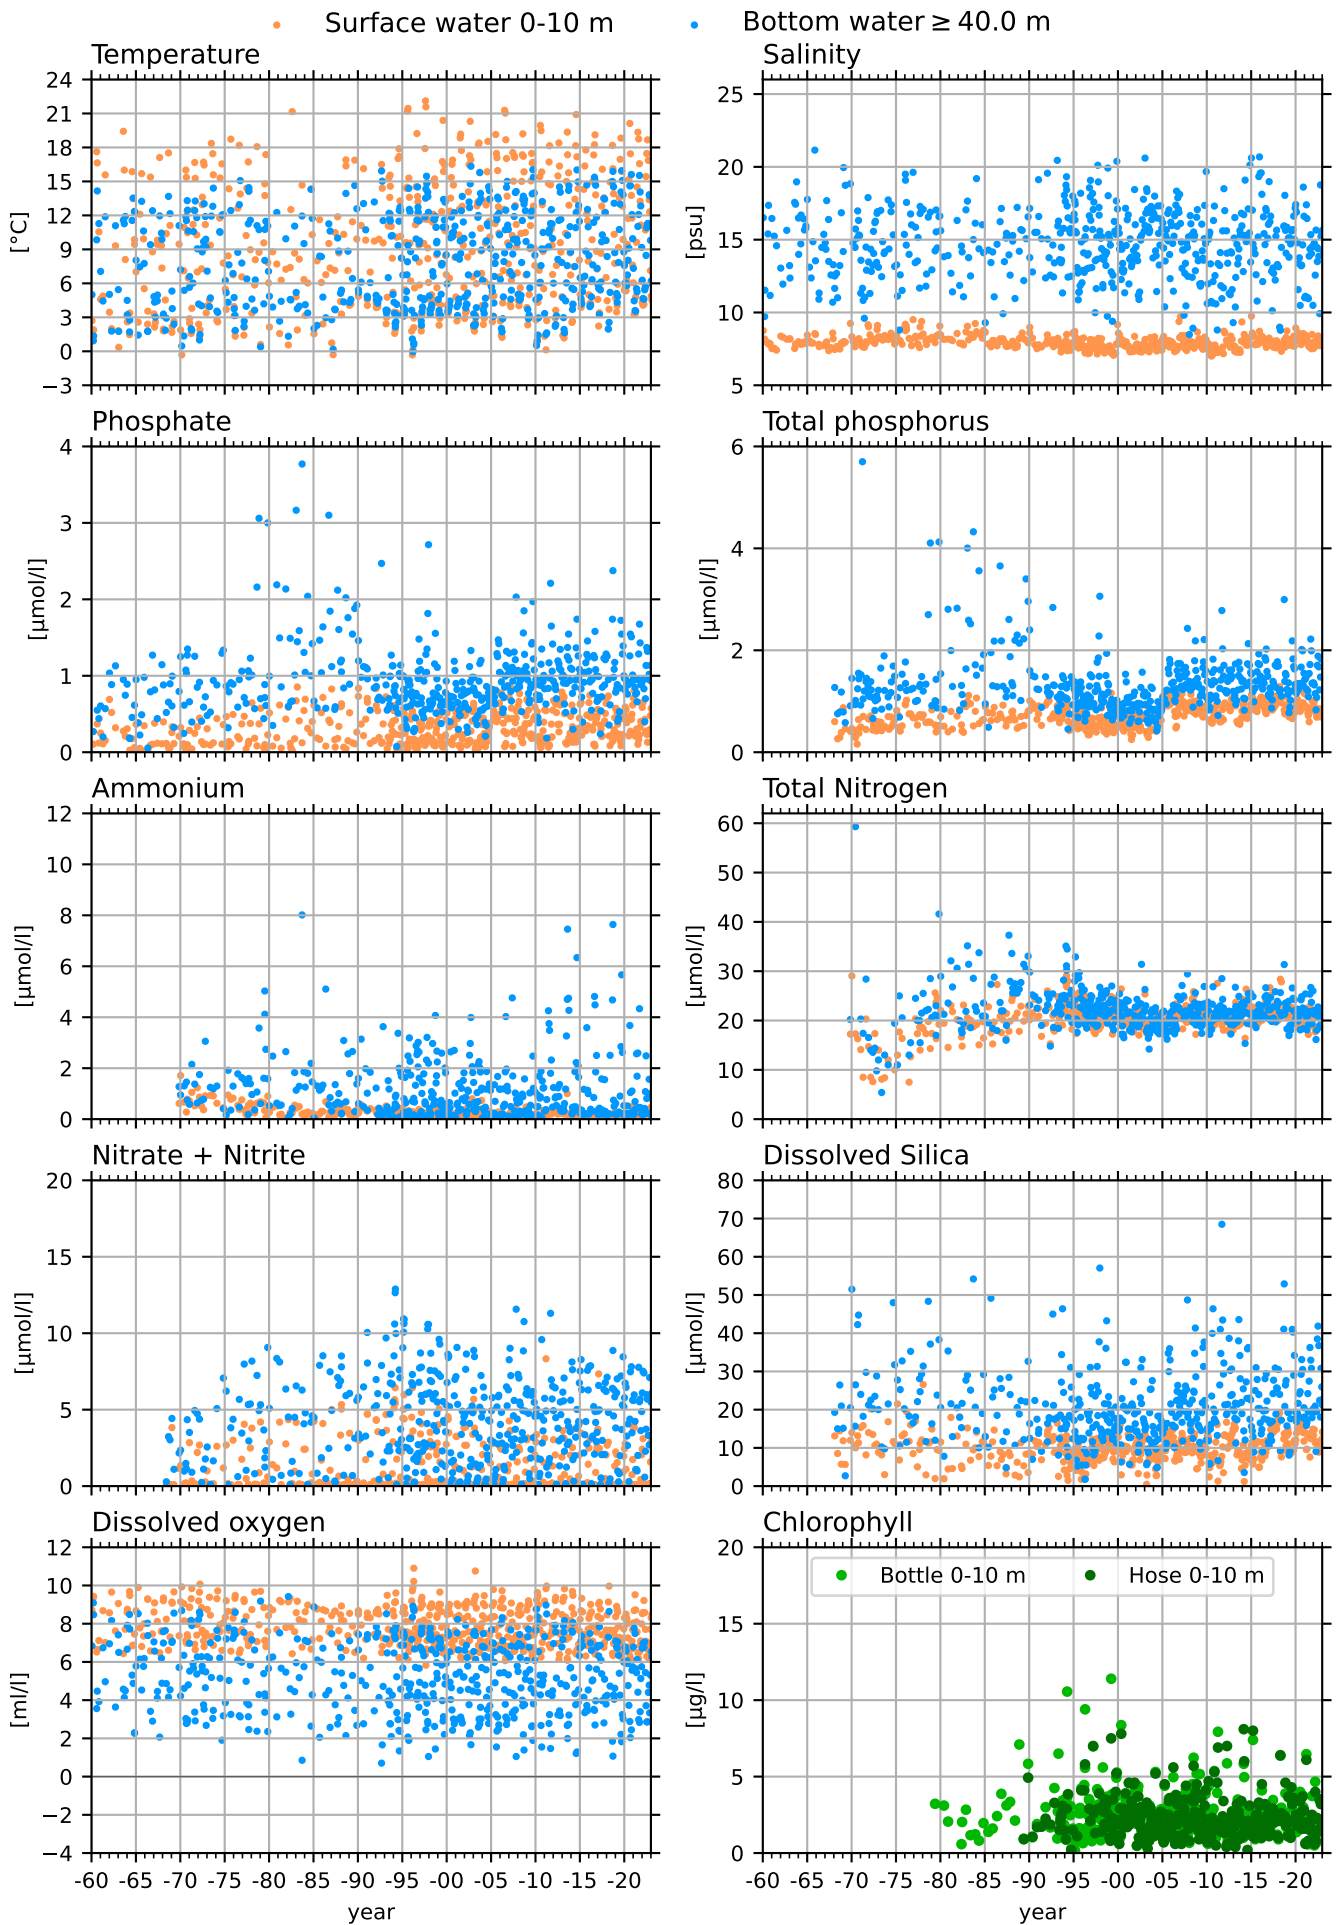 Surface water 0-10 m
Bottom water ≥ 40.0 m
Temperature
Salinity
24
21
18
15
12
9
6
3
0
−3
[°C]
25
20
15
10
5
[psu]
Phosphate
Total phosphorus
4
3
2
1
0
[µmol/l]
6
4
2
0
[µmol/l]
Ammonium
Total Nitrogen
12
10
8
6
4
2
0
[µmol/l]
60
50
40
30
20
10
0
[µmol/l]
Nitrate + Nitrite
Dissolved Silica
20
15
10
5
0
[µmol/l]
80
70
60
50
40
30
20
10
0
[µmol/l]
Dissolved oxygen
Chlorophyll
12
10
8
6
4
2
0
−2
−4
[ml/l]
20
15
10
5
0
[µg/l]
Bottle 0-10 m
Hose 0-10 m
-60 -65 -70 -75 -80 -85 -90 -95 -00 -05 -10 -15 -20
-60 -65 -70 -75 -80 -85 -90 -95 -00 -05 -10 -15 -20
year
year